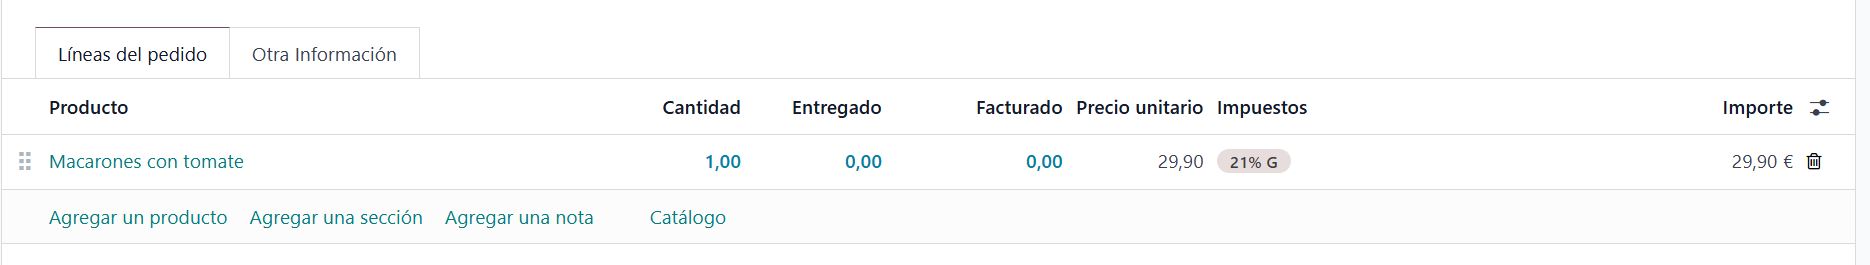 Líneas del pedido Otra Información
Producto Cantidad Entregado Facturado Precio unitario Impuestos Importe
Macarones con tomate 1,00 0,00 0,00 29,90 21% G 29,90 €
Agregar un producto Agregar una sección Agregar una nota Catálogo